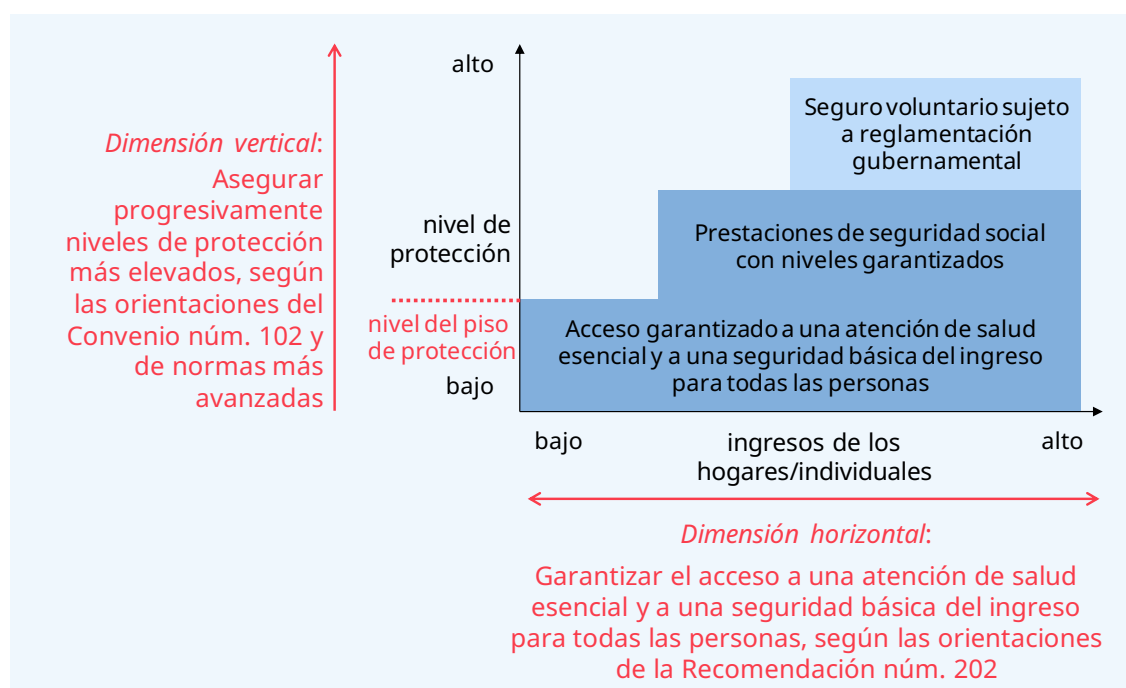 Dimensión vertical:
Asegurar
progresivamente
niveles de protección
más elevados, según
las orientaciones del
Convenio núm. 102 y
de normas más
avanzadas
alto
nivel de
protección
nivel del piso
de protección
bajo
Seguro voluntario sujeto
a reglamentación
gubernamental
Prestaciones de seguridad social
con niveles garantizados
Acceso garantizado a una atención de salud
esencial y a una seguridad básica del ingreso
para todas las personas
bajo
ingresos de los
hogares/individuales
alto
Dimensión horizontal:
Garantizar el acceso a una atención de salud
esencial y a una seguridad básica del ingreso
para todas las personas, según las orientaciones
de la Recomendación núm. 202